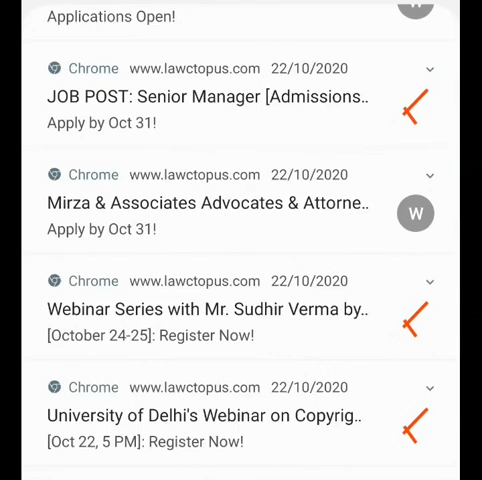 Applications Open!
W
Chrome www.lawctopus.com 22/10/2020
JOB POST: Senior Manager [Admissions..
Apply by Oct 31!
Chrome www.lawctopus.com 22/10/2020
Mirza & Associates Advocates & Attorne..
W
Apply by Oct 31!
Chrome www.lawctopus.com 22/10/2020
Webinar Series with Mr. Sudhir Verma by..
[October 24-25]: Register Now!
Chrome www.lawctopus.com 22/10/2020
University of Delhi's Webinar on Copyrig..
[Oct 22, 5 PM]: Register Now!